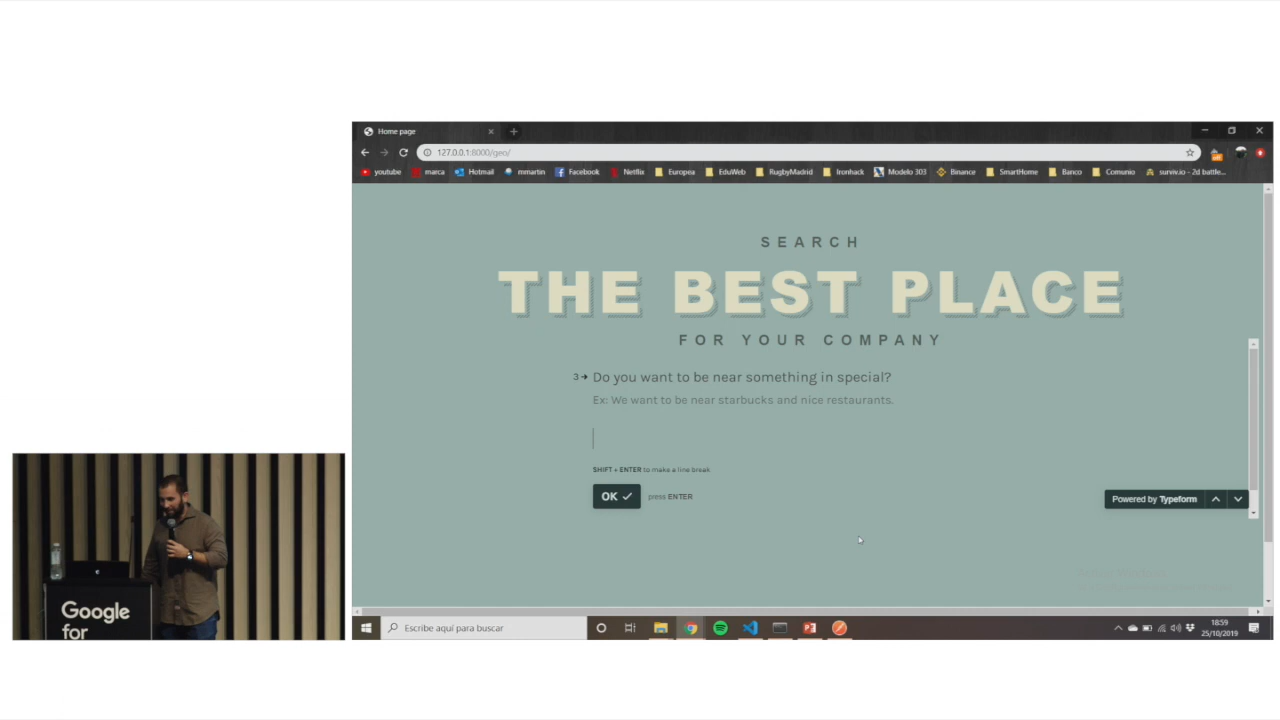 Home page
127.0.0.1:8000/geo/
youtube
marca
Hotmail
mmartin
Facebook
Netflix
Europea
EduWeb
RugbyMadrid
Ironhack
Modelo 303
Binance
SmartHome
Banco
Comunio
surviv.io - 2d battle...
SEARCH
THE BEST PLACE
FOR YOUR COMPANY
3→ Do you want to be near something in special?
Ex: We want to be near starbucks and nice restaurants.
SHIFT + ENTER to make a line break
OK ✓ press ENTER
Powered by Typeform
Google
for
Escribe aquí para buscar
18:59
25/10/2019